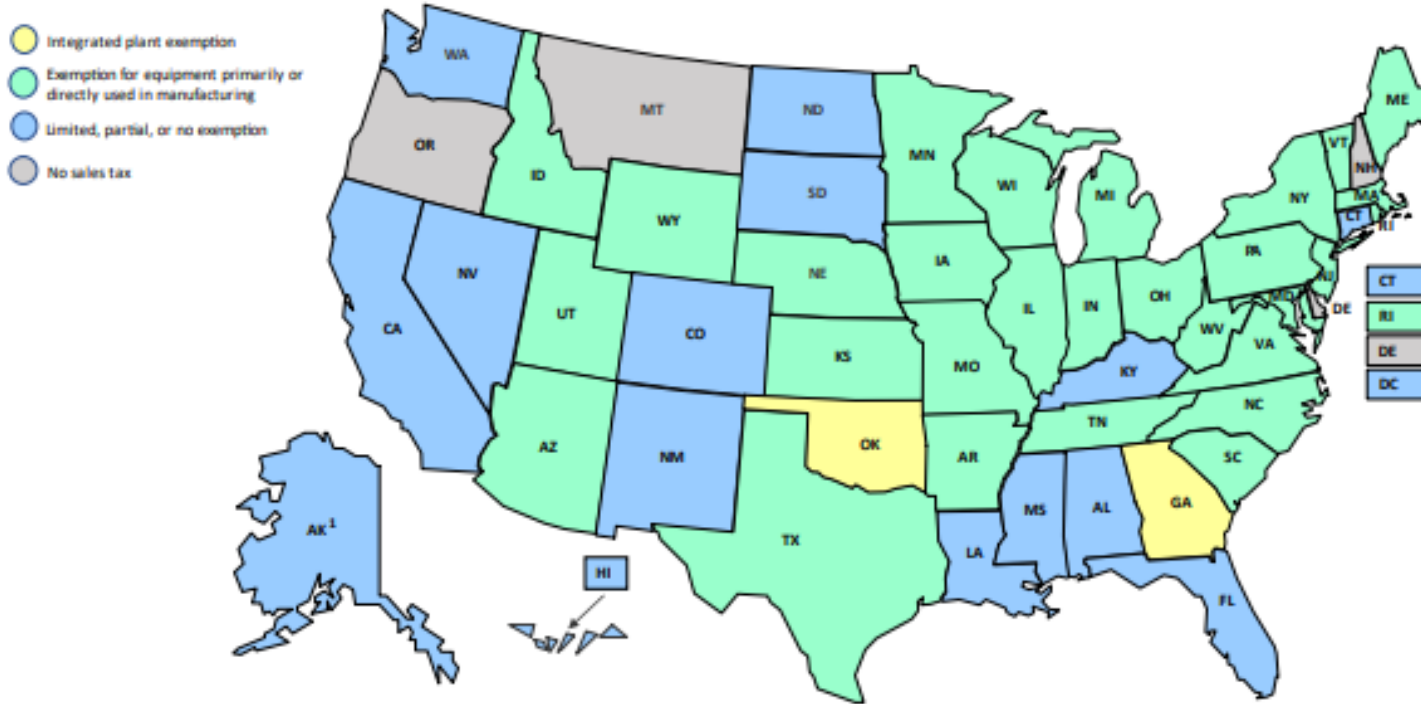 Integrated plant exemption
Exemption for equipment primarily or
directly used in manufacturing
Limited, partial, or no exemption
No sales tax
WA
MT
ND
OR
ID
MN
WI
MI
ME
VT
NH
NY
MA
CT
RI
SD
WY
NV
NE
IA
PA
NJ
CA
UT
CO
IL
IN
OH
MD
DE
WV
VA
KS
MO
KY
NC
TN
AZ
NM
OK
AR
SC
MS
AL
GA
TX
LA
FL
AK¹
HI
CT
RI
DE
DC